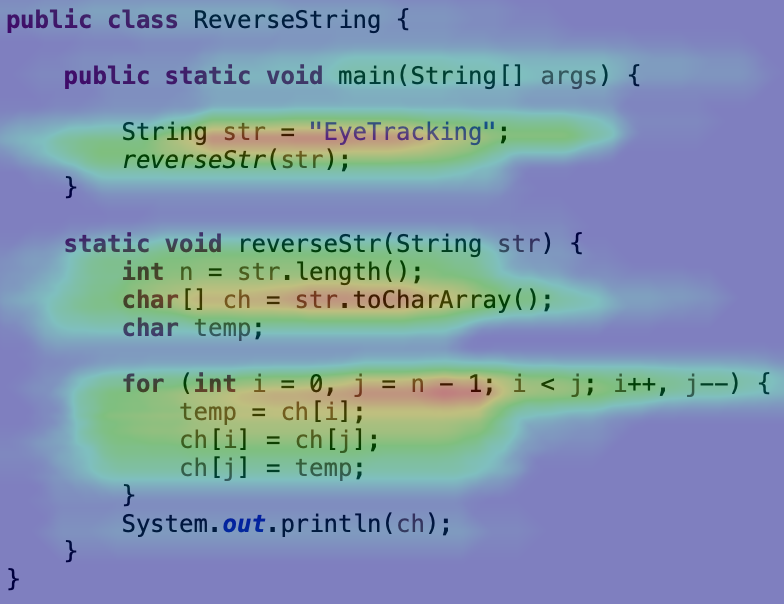 public class ReverseString {
public static void main(String[] args) {
String str = "EyeTracking";
reverseStr(str);
}
static void reverseStr(String str) {
int n = str.length();
char[] ch = str.toCharArray();
char temp;
for (int i = 0, j = n - 1; i < j; i++, j--) {
temp = ch[i];
ch[i] = ch[j];
ch[j] = temp;
}
System.out.println(ch);
}
}